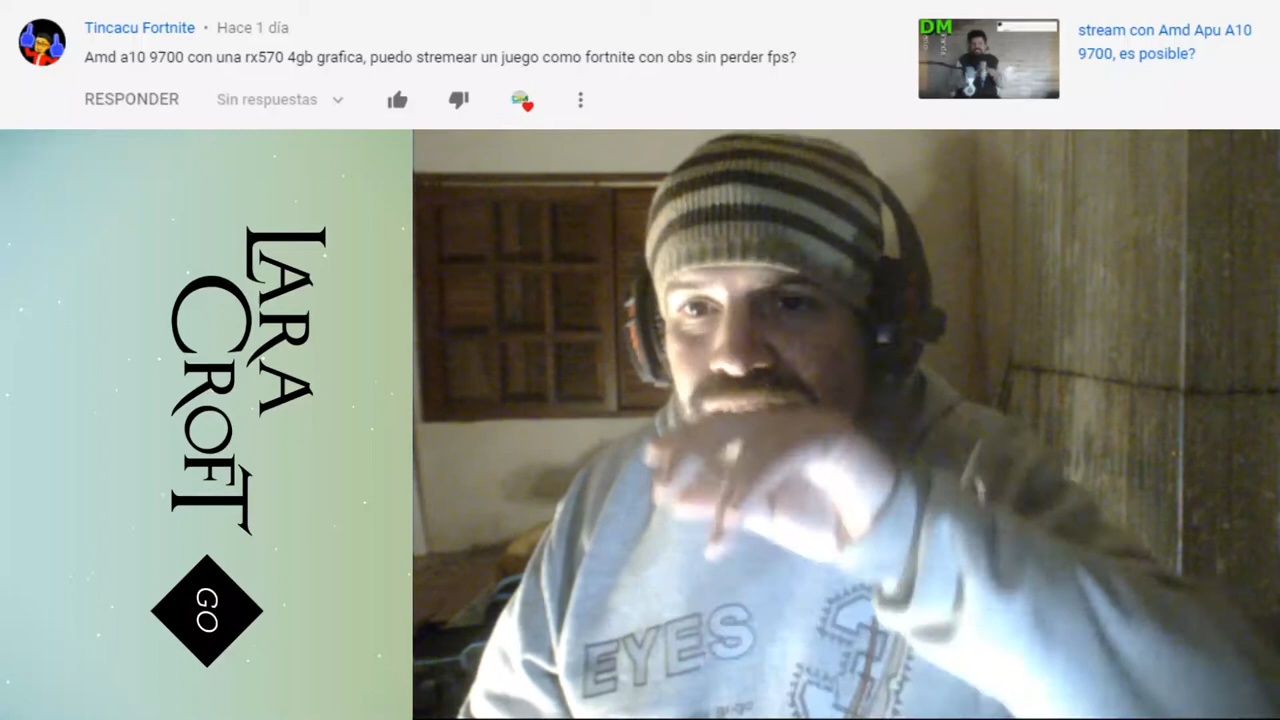 Tincacu Fortnite • Hace 1 día
Amd a10 9700 con una rx570 4gb grafica, puedo stremear un juego como fortnite con obs sin perder fps?
RESPONDER Sin respuestas
DM
stream con Amd Apu A10
9700, es posible?
LARA
CROFT
GO
EYES